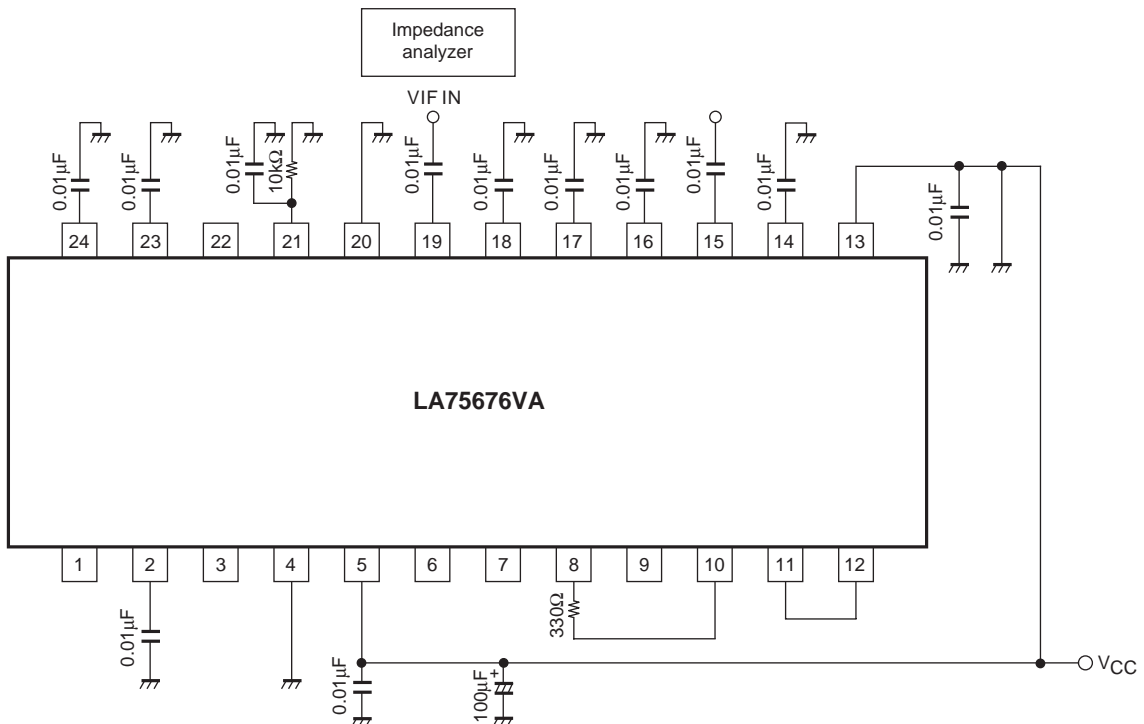 Impedance
analyzer
VIF IN
0.01µF
0.01µF
0.01µF
10kΩ
0.01µF
0.01µF
0.01µF
0.01µF
0.01µF
0.01µF
0.01µF
24 23 22 21 20 19 18 17 16 15 14 13
LA75676VA
1 2 3 4 5 6 7 8 9 10 11 12
0.01µF
330Ω
0.01µF
100µF
+
VCC